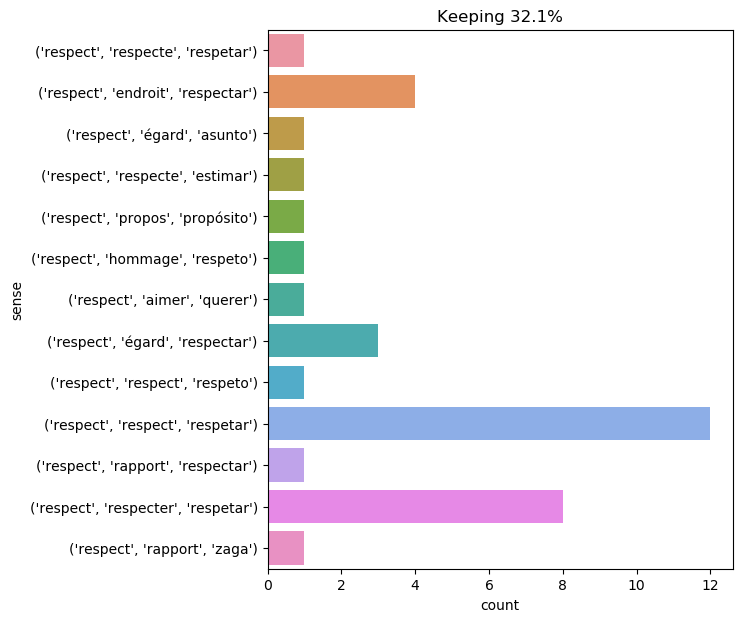 Keeping 32.1%
('respect', 'respecte', 'respetar')
('respect', 'endroit', 'respectar')
('respect', 'égard', 'asunto')
('respect', 'respecte', 'estimar')
('respect', 'propos', 'propósito')
('respect', 'hommage', 'respeto')
('respect', 'aimer', 'querer')
('respect', 'égard', 'respectar')
('respect', 'respect', 'respeto')
('respect', 'respect', 'respetar')
('respect', 'rapport', 'respectar')
('respect', 'respecter', 'respetar')
('respect', 'rapport', 'zaga')
sense
0 2 4 6 8 10 12
count